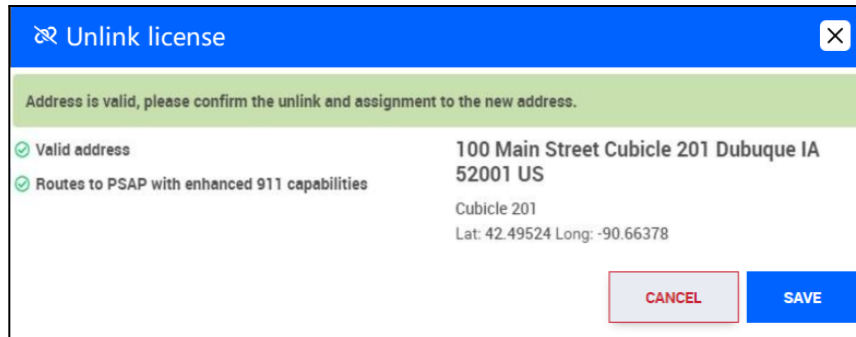 Unlink license
Address is valid, please confirm the unlink and assignment to the new address.
Valid address
Routes to PSAP with enhanced 911 capabilities
100 Main Street Cubicle 201 Dubuque IA
52001 US
Cubicle 201
Lat: 42.49524 Long: -90.66378
CANCEL
SAVE